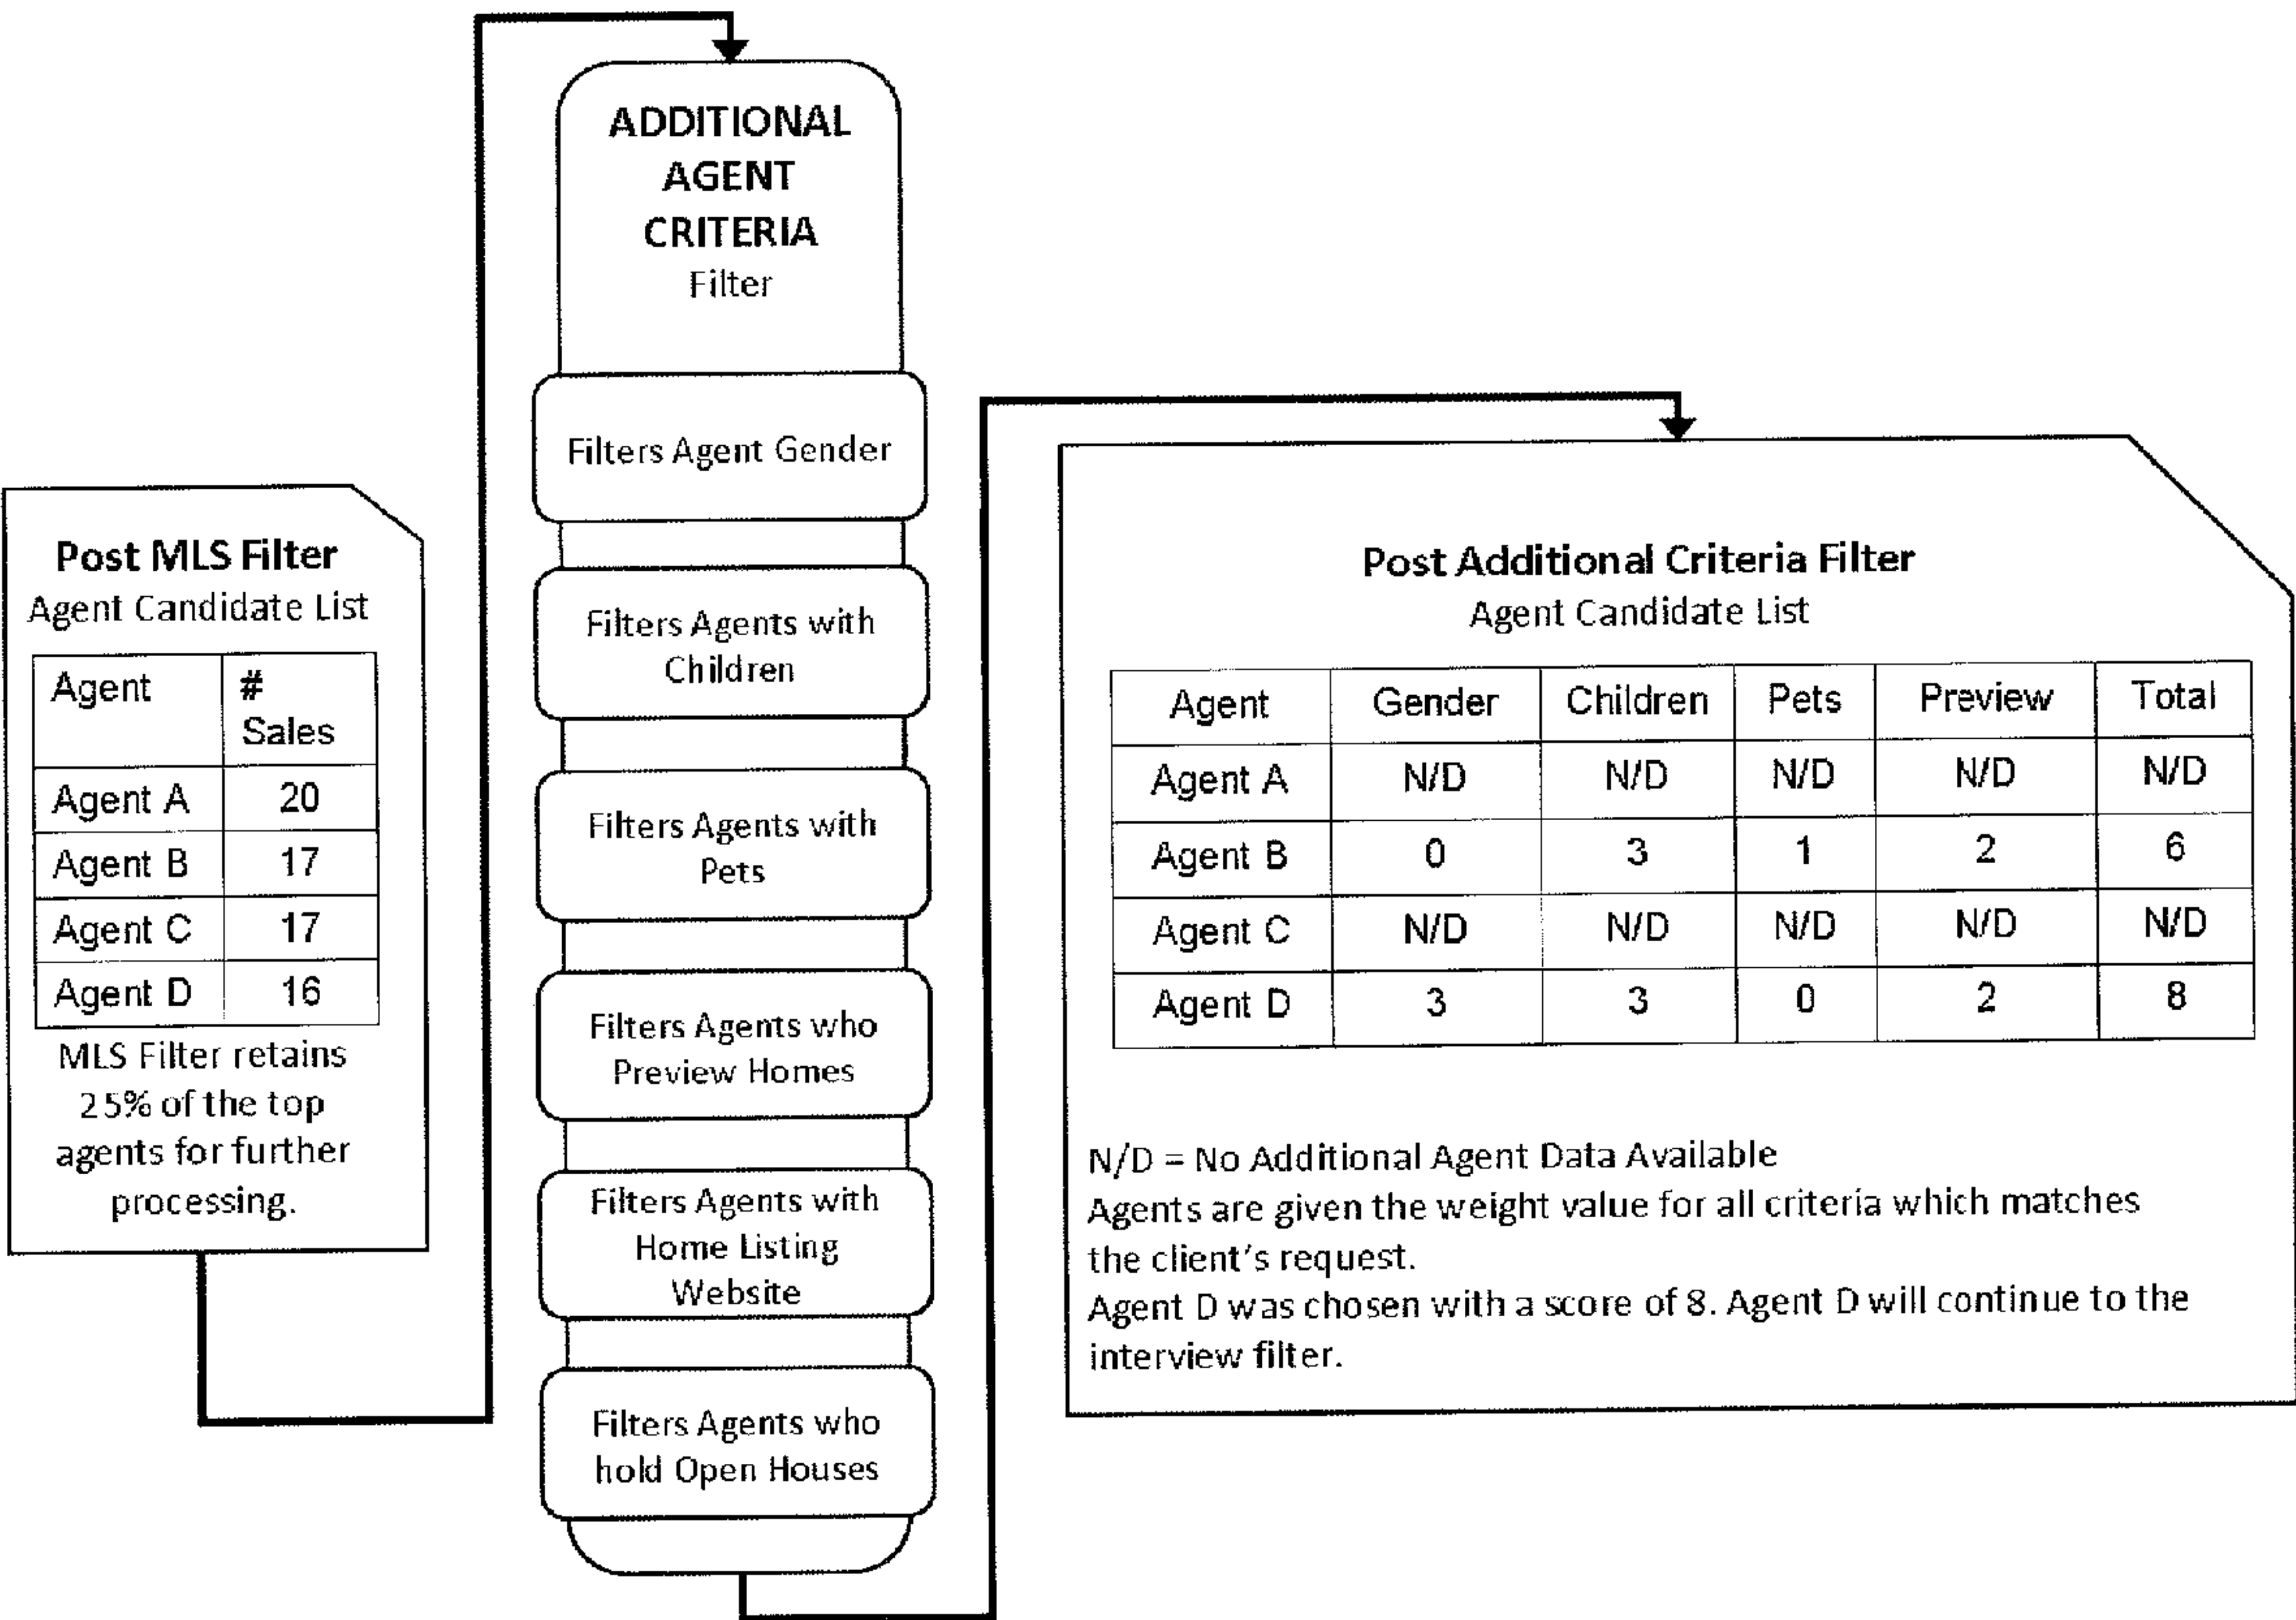 Post MLS Filter
Agent Candidate List
Agent # Sales
Agent A 20
Agent B 17
Agent C 17
Agent D 16
MLS Filter retains
25% of the top
agents for further
processing.
ADDITIONAL
AGENT
CRITERIA
Filter
Filters Agent Gender
Filters Agents with
Children
Filters Agents with
Pets
Filters Agents who
Preview Homes
Filters Agents with
Home Listing
Website
Filters Agents who
hold Open Houses
Post Additional Criteria Filter
Agent Candidate List
Agent Gender Children Pets Preview Total
Agent A N/D N/D N/D N/D N/D
Agent B 0 3 1 2 6
Agent C N/D N/D N/D N/D N/D
Agent D 3 3 0 2 8
N/D = No Additional Agent Data Available
Agents are given the weight value for all criteria which matches
the client's request.
Agent D was chosen with a score of 8. Agent D will continue to the
interview filter.